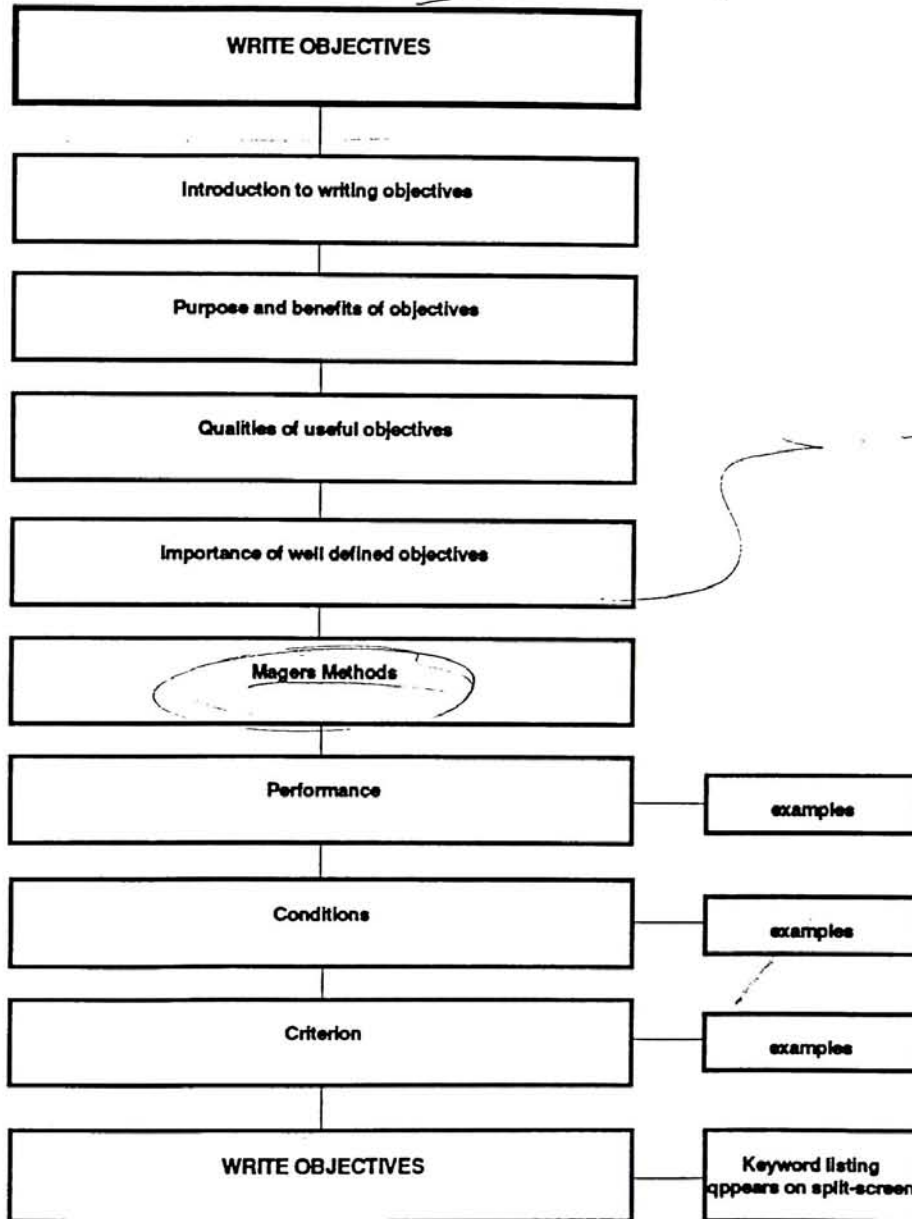 WRITE OBJECTIVES
Introduction to writing objectives
Purpose and benefits of objectives
Qualities of useful objectives
Importance of well defined objectives
Magers Methods
Performance
examples
Conditions
examples
Criterion
examples
WRITE OBJECTIVES
Keyword listing
qppears on split-screen